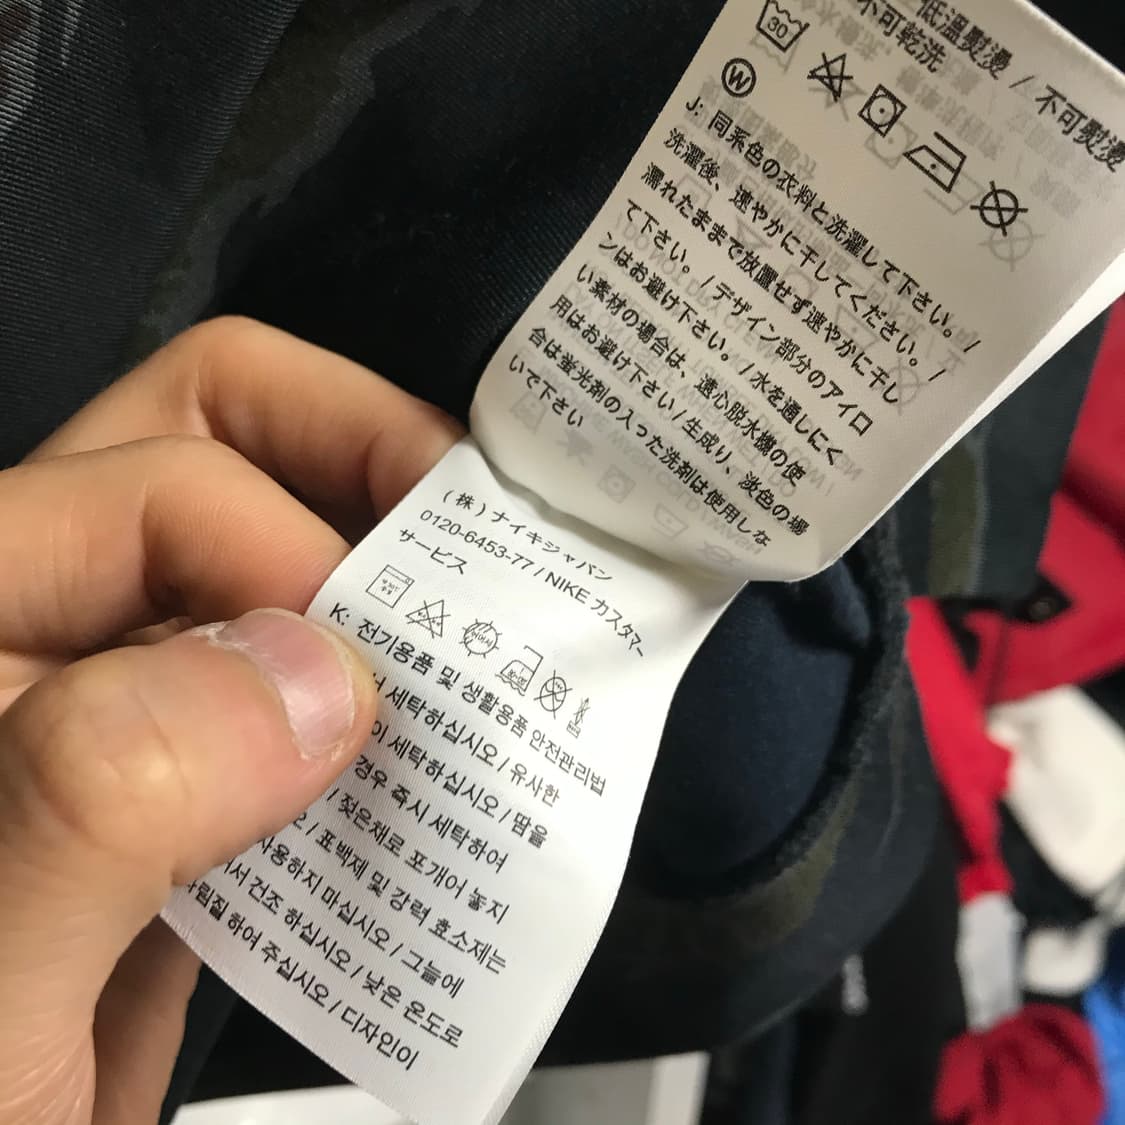 低溫熨燙 / 不可熨燙
不可乾洗
30
W
J: 同系色の衣料と洗濯して下さい。/
洗濯後、速やかに干してください。/
濡れたままで放置せず速やかに干し
て下さい。/ デザイン部分のアイロ
ンはお避け下さい。/ 水を通しにく
い素材の場合は、遠心脱水機の使
用はお避け下さい / 生成り、淡色の場
合は蛍光剤の入った洗剤は使用しな
いで下さい
(株) ナイキジャパン
0120-6453-77 / NIKE カスタマー
サービス
K: 전기용품 및 생활용품 안전관리법
세탁하십시오 / 유사한
이 세탁하십시오 / 땀을
경우 즉시 세탁하여
/ 젖은채로 포개어 놓지
/ 표백제 및 강력 효소제는
사용하지 마십시오 / 그늘에
서 건조 하십시오 / 낮은 온도로
다림질 하여 주십시오 / 디자인이